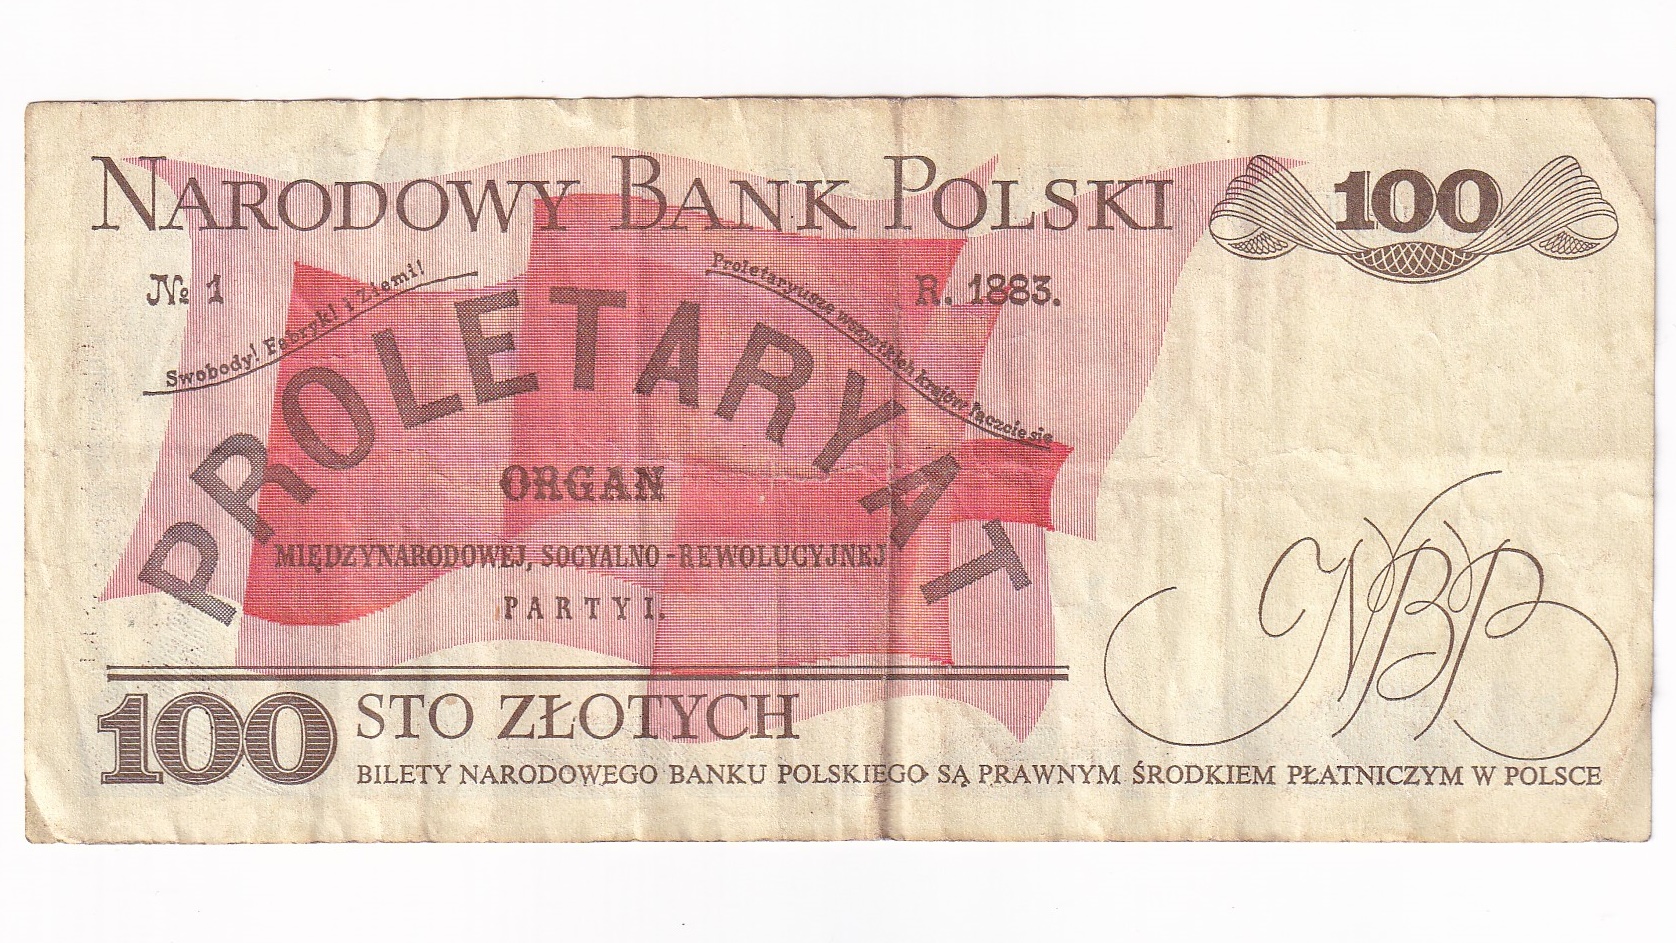 NARODOWY BANK POLSKI
100
№ 1
Swobody! Fabryki i Ziemi!
Proletaryusze wszystkich krajów łączcie się
R. 1883.
PROLETARYAT
ORGAN
MIĘDZYNARODOWEJ, SOCYALNO-REWOLUCYJNEJ
PARTYI.
NBP
100 STO ZŁOTYCH
BILETY NARODOWEGO BANKU POLSKIEGO SĄ PRAWNYM ŚRODKIEM PŁATNICZYM W POLSCE